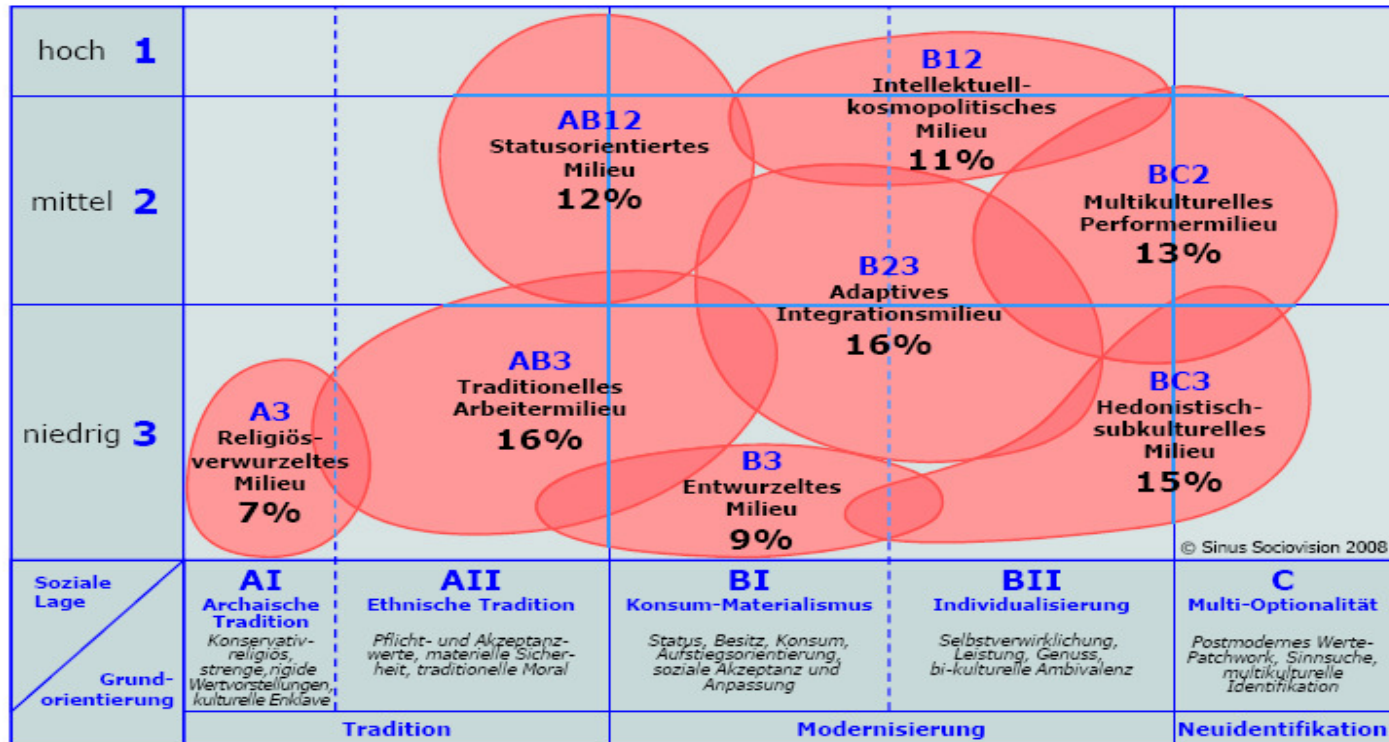 hoch 1
mittel 2
niedrig 3
B12
Intellektuell-
kosmopolitisches
Milieu
11%
AB12
Statusorientiertes
Milieu
12%
BC2
Multikulturelles
Performermilieu
13%
B23
Adaptives
Integrationsmilieu
16%
AB3
Traditionelles
Arbeitermilieu
16%
BC3
Hedonistisch-
subkulturelles
Milieu
15%
A3
Religiös-
verwurzeltes
Milieu
7%
B3
Entwurzeltes
Milieu
9%
© Sinus Sociovision 2008
Soziale
Lage
Grund-
orientierung
AI
Archaische
Tradition
Konservativ-
religiös,
strenge,rigide
Wertvorstellungen,
kulturelle Enklave
AII
Ethnische Tradition
Pflicht- und Akzeptanz-
werte, materielle Sicher-
heit, traditionelle Moral
BI
Konsum-Materialismus
Status, Besitz, Konsum,
Aufstiegsorientierung,
soziale Akzeptanz und
Anpassung
BII
Individualisierung
Selbstverwirklichung,
Leistung, Genuss,
bi-kulturelle Ambivalenz
C
Multi-Optionalität
Postmodernes Werte-
Patchwork, Sinnsuche,
multikulturelle
Identifikation
Tradition
Modernisierung
Neuidentifikation